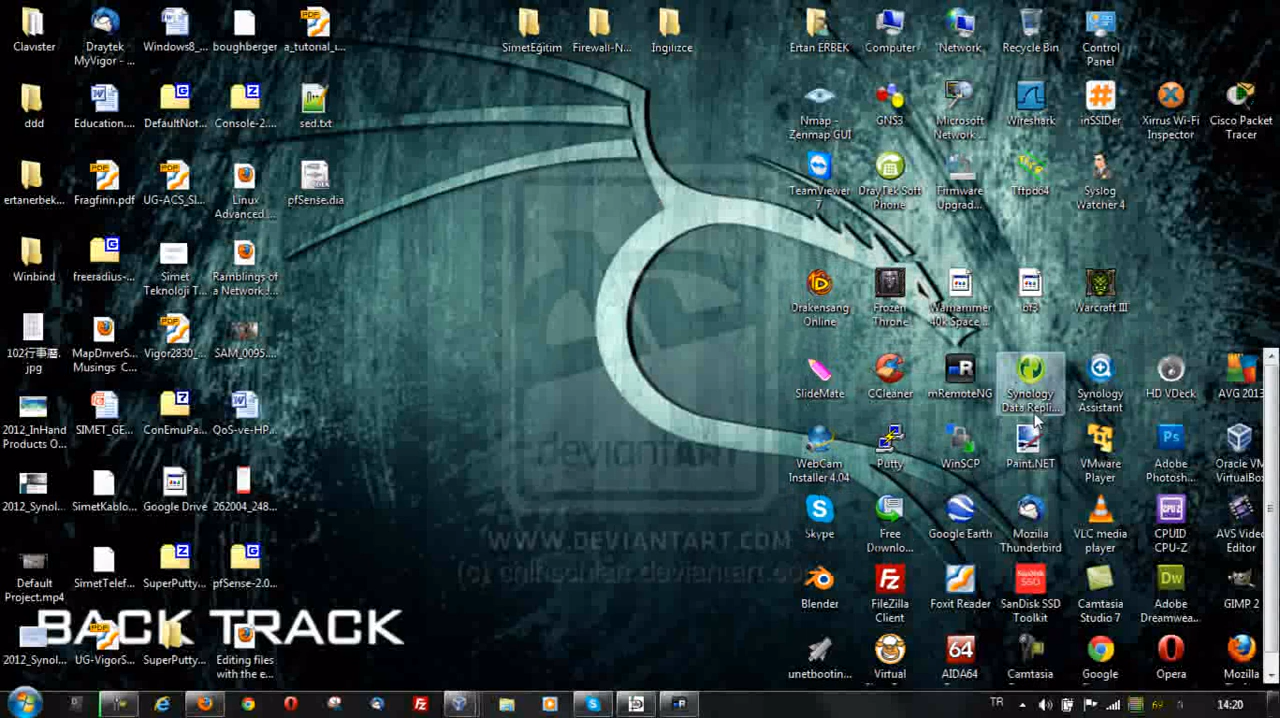 Clavister
Draytek
MyVigor - ...
Windows8_...
boughberger
a_tutorial_u...
SimetEğitim
Firewall-N...
İngilizce
Ertan ERBEK
Computer
Network
Recycle Bin
Control
Panel
ddd
Education....
DefaultNot...
Console-2....
sed.txt
Nmap -
Zenmap GUI
GNS3
Microsoft
Network ...
Wireshark
inSSIDer
Xirrus Wi-Fi
Inspector
Cisco Packet
Tracer
ertanerbek...
Fragfinn.pdf
UG-ACS_SI...
Linux
Advanced...
pfSense.dia
TeamViewer
7
DrayTek Soft
Phone
Firmware
Upgrad...
Tftpd64
Syslog
Watcher 4
Winbind
freeradius-...
Simet
Teknoloji T...
Ramblings of
a Network ...
Drakensang
Online
Frozen
Throne
Warhammer
40k Space ...
bf3
Warcraft III
102行事曆.
jpg
MapDriverS...
Musings C...
Vigor2830_...
SAM_0095...
SlideMate
CCleaner
mRemoteNG
Synology
Data Repli...
Synology
Assistant
HD VDeck
AVG 2013
2012_InHand
Products O...
SIMET_GE...
ConEmuPa...
QoS-ve-HP...
WebCam
Installer 4.04
Putty
WinSCP
Paint.NET
VMware
Player
Adobe
Photosh...
Oracle VM
VirtualBox
2012_Synol...
SimetKablo...
Google Drive
262004_248...
Skype
Free
Downlo...
Google Earth
Mozilla
Thunderbird
VLC media
player
CPUID
CPU-Z
AVS Video
Editor
deviantART
WWW.DEVIANTART.COM
Default
Project.mp4
SimetTelef...
SuperPutty...
pfSense-2.0...
Blender
FileZilla
Client
Foxit Reader
SanDisk SSD
Toolkit
Camtasia
Studio 7
Adobe
Dreamwea...
GIMP 2
BACK TRACK
2012_Synol...
UG-VigorS...
SuperPutty...
Editing files
with the e...
unetbootin...
Virtual
AIDA64
Camtasia
Google
Opera
Mozilla
TR
14:20